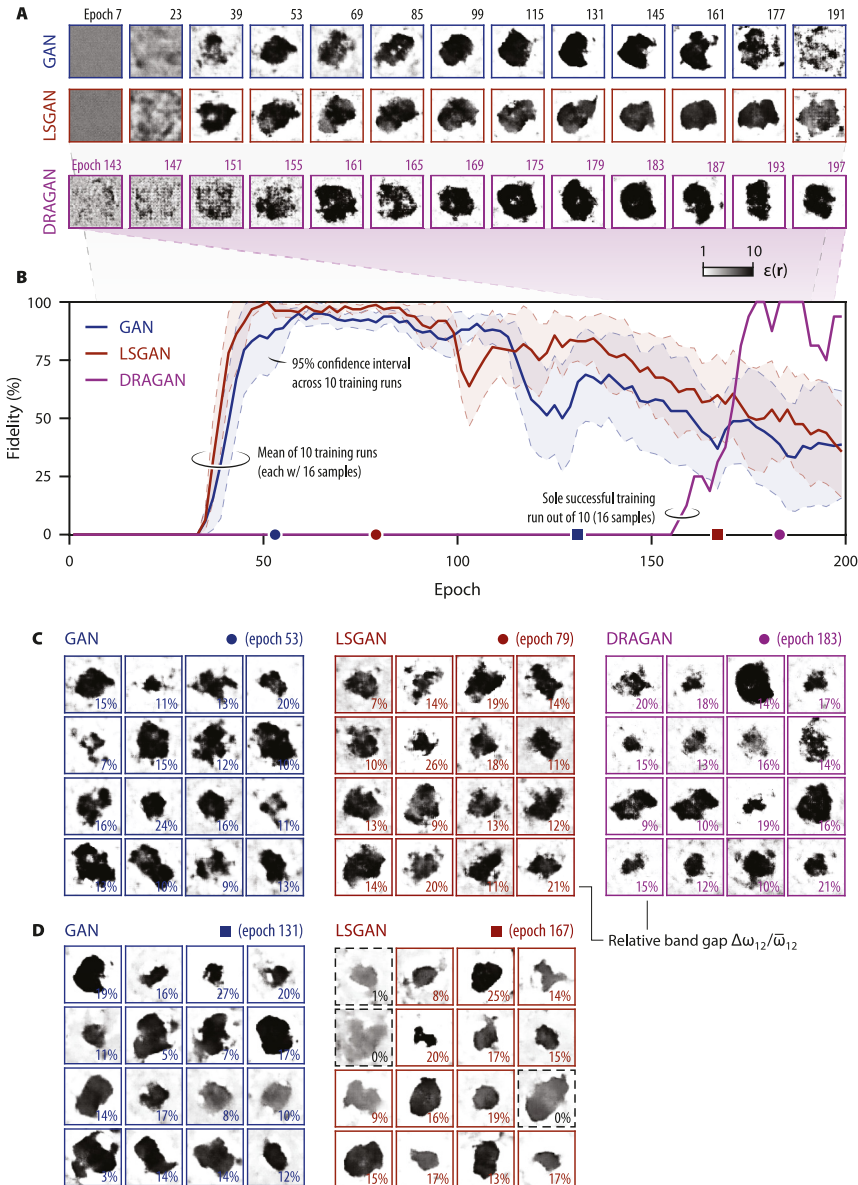 A
Epoch 7 23 39 53 69 85 99 115 131 145 161 177 191
GAN
LSGAN
Epoch 143 147 151 155 161 165 169 175 179 183 187 193 197
DRAGAN
1 10
ε(r)
B
100
75
50
25
0
Fidelity (%)
GAN
LSGAN
DRAGAN
95% confidence interval
across 10 training runs
Mean of 10 training runs
(each w/ 16 samples)
Sole successful training
run out of 10 (16 samples)
0 50 100 150 200
Epoch
C GAN (epoch 53)
15% 11% 13% 20%
7% 15% 12% 10%
16% 24% 16% 11%
13% 10% 9% 13%
LSGAN (epoch 79)
7% 14% 19% 14%
10% 26% 18% 11%
13% 9% 13% 12%
14% 20% 11% 21%
DRAGAN (epoch 183)
20% 18% 14% 17%
15% 13% 16% 14%
9% 10% 19% 16%
15% 12% 10% 21%
Relative band gap Δω₁₂/ω̅₁₂
D GAN (epoch 131)
19% 16% 27% 20%
11% 5% 7% 17%
14% 17% 8% 10%
3% 14% 14% 12%
LSGAN (epoch 167)
1% 8% 25% 14%
0% 20% 17% 15%
9% 16% 19% 0%
15% 17% 13% 17%